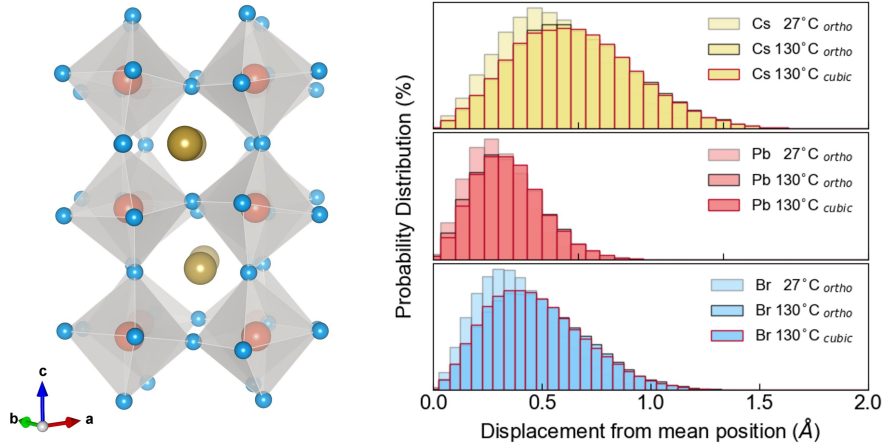 c
b
a
Probability Distribution (%)
Cs 27°C ortho
Cs 130°C ortho
Cs 130°C cubic
Pb 27°C ortho
Pb 130°C ortho
Pb 130°C cubic
Br 27°C ortho
Br 130°C ortho
Br 130°C cubic
0.0 0.5 1.0 1.5 2.0
Displacement from mean position (Å)